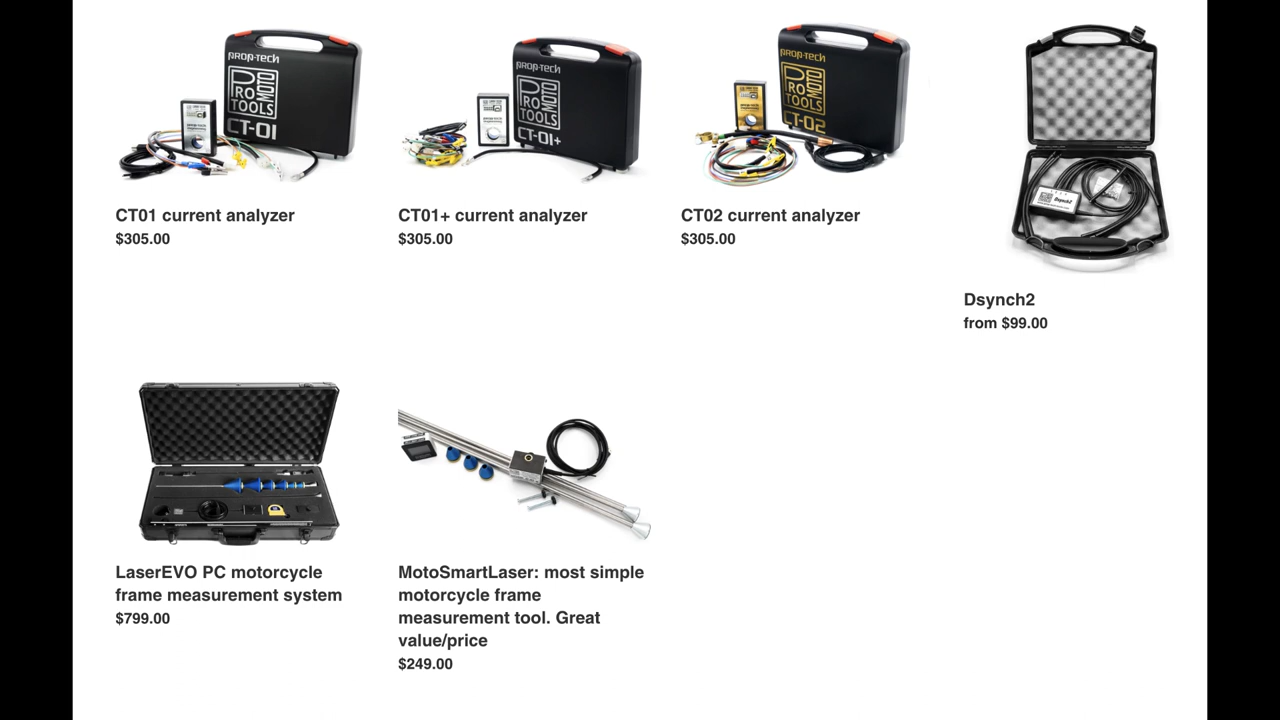 PROP-TECH
PRO
MOTO
TOOLS
CT-01
PROP-TECH
PRO
MOTO
TOOLS
CT-01+
PROP-TECH
PRO
MOTO
TOOLS
CT-02
Dsynch2
CT01 current analyzer
$305.00
CT01+ current analyzer
$305.00
CT02 current analyzer
$305.00
Dsynch2
from $99.00
LaserEVO PC motorcycle
frame measurement system
$799.00
MotoSmartLaser: most simple
motorcycle frame
measurement tool. Great
value/price
$249.00